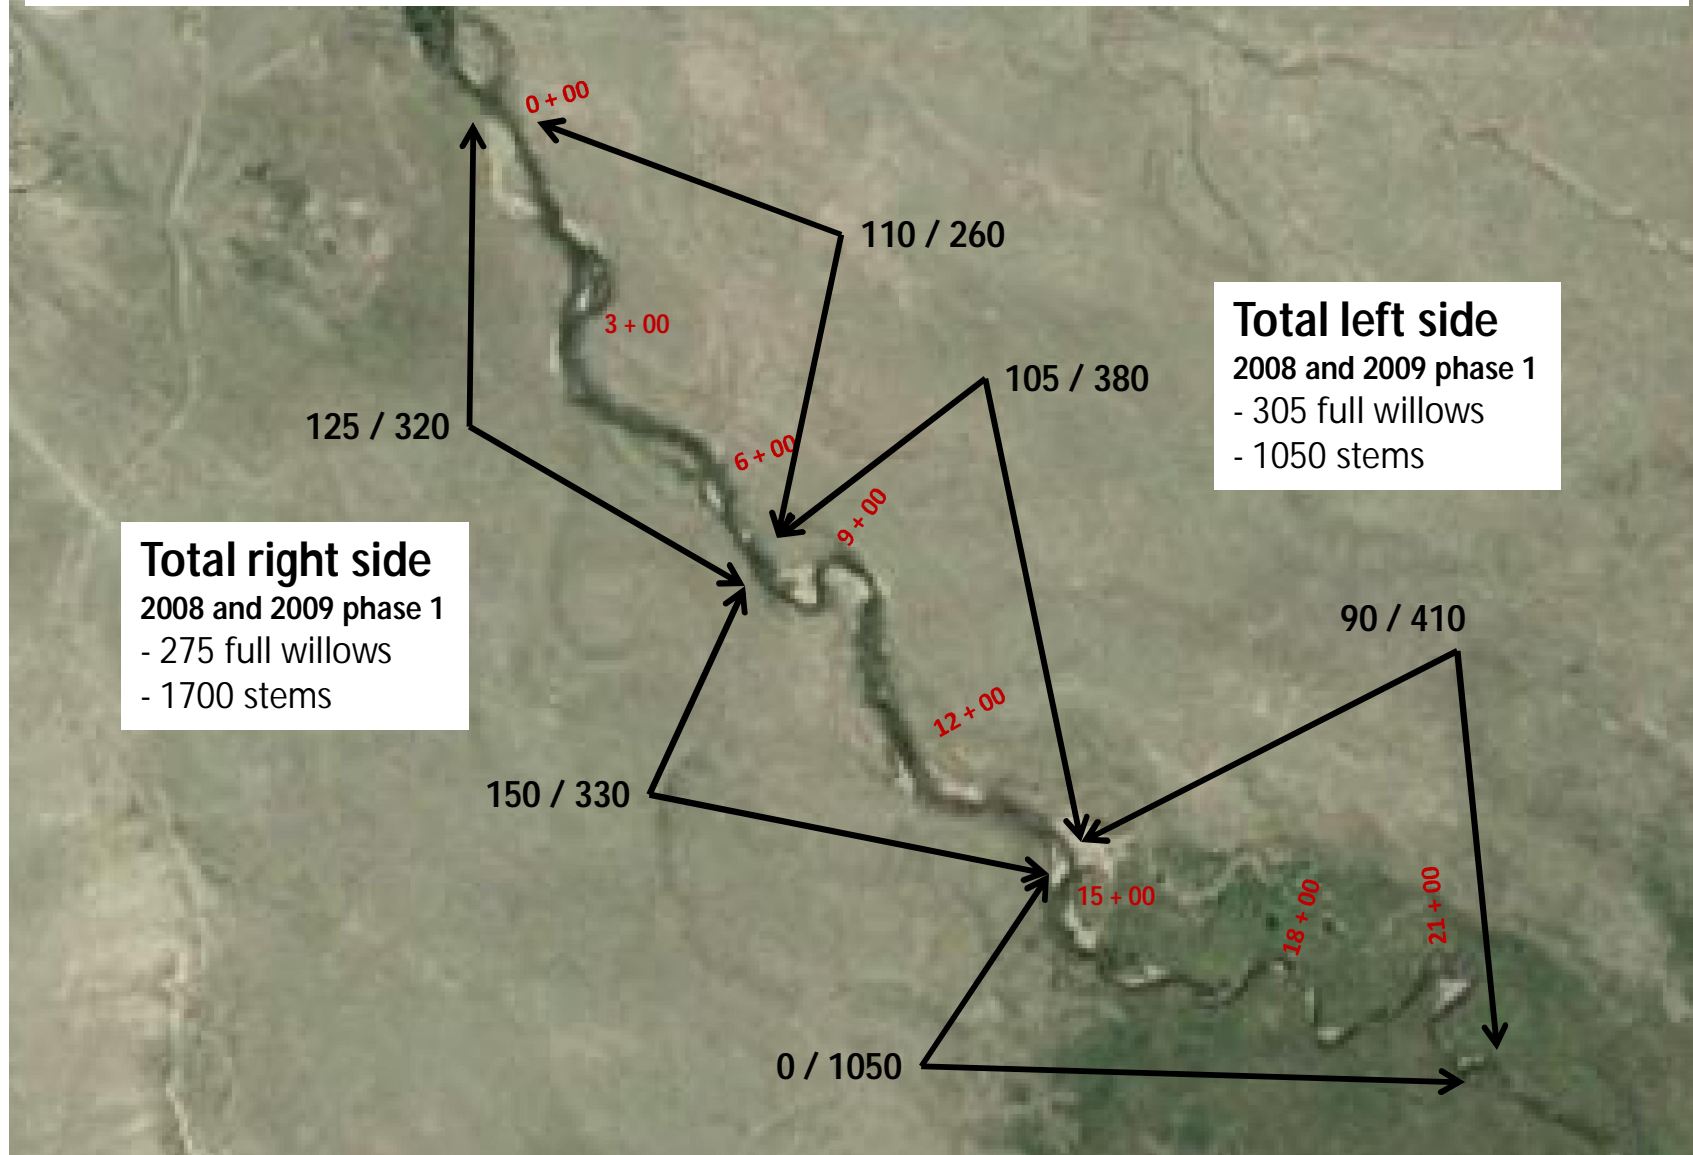 0 + 00
110 / 260
Total left side
2008 and 2009 phase 1
- 305 full willows
- 1050 stems
3 + 00
105 / 380
125 / 320
6 + 00
9 + 00
Total right side
2008 and 2009 phase 1
- 275 full willows
- 1700 stems
90 / 410
12 + 00
150 / 330
15 + 00
18 + 00
21 + 00
0 / 1050